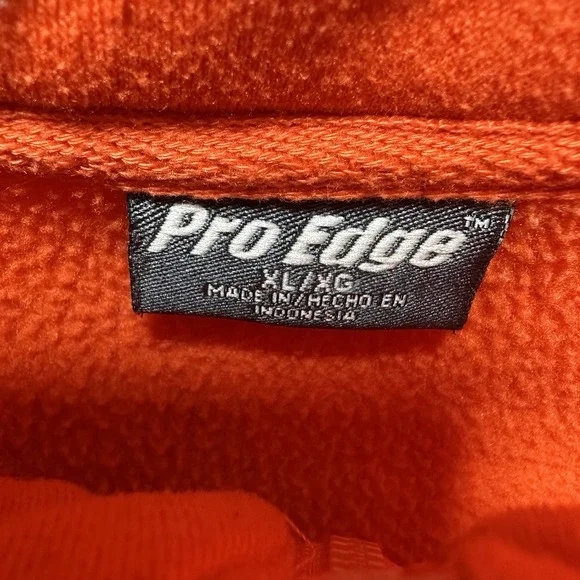 Pro Edge™
XL/XG
MADE IN/HECHO EN
INDONESIA